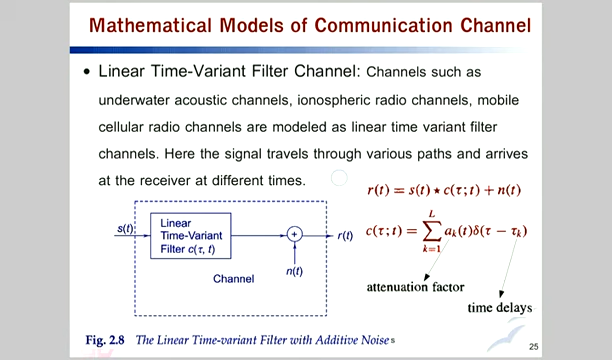 Mathematical Models of Communication Channel
• Linear Time-Variant Filter Channel: Channels such as
underwater acoustic channels, ionospheric radio channels, mobile
cellular radio channels are modeled as linear time variant filter
channels. Here the signal travels through various paths and arrives
at the receiver at different times.
r(t) = s(t) ⋆ c(τ; t) + n(t)
c(τ; t) = ∑_{k=1}^{L} a_k(t)δ(τ − τ_k)
attenuation factor
time delays
s(t)
Linear
Time-Variant
Filter c(τ, t)
+
r(t)
n(t)
Channel
Fig. 2.8 The Linear Time-variant Filter with Additive Noise s
25